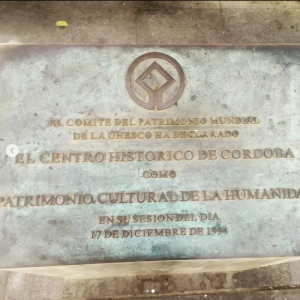 EL COMITE DEL PATRIMONIO MUNDIAL
DE LA UNESCO HA DECLARADO
EL CENTRO HISTORICO DE CORDOBA
COMO
PATRIMONIO CULTURAL DE LA HUMANIDA
EN SU SESION DEL DIA
17 DE DICIEMBRE DE 1994